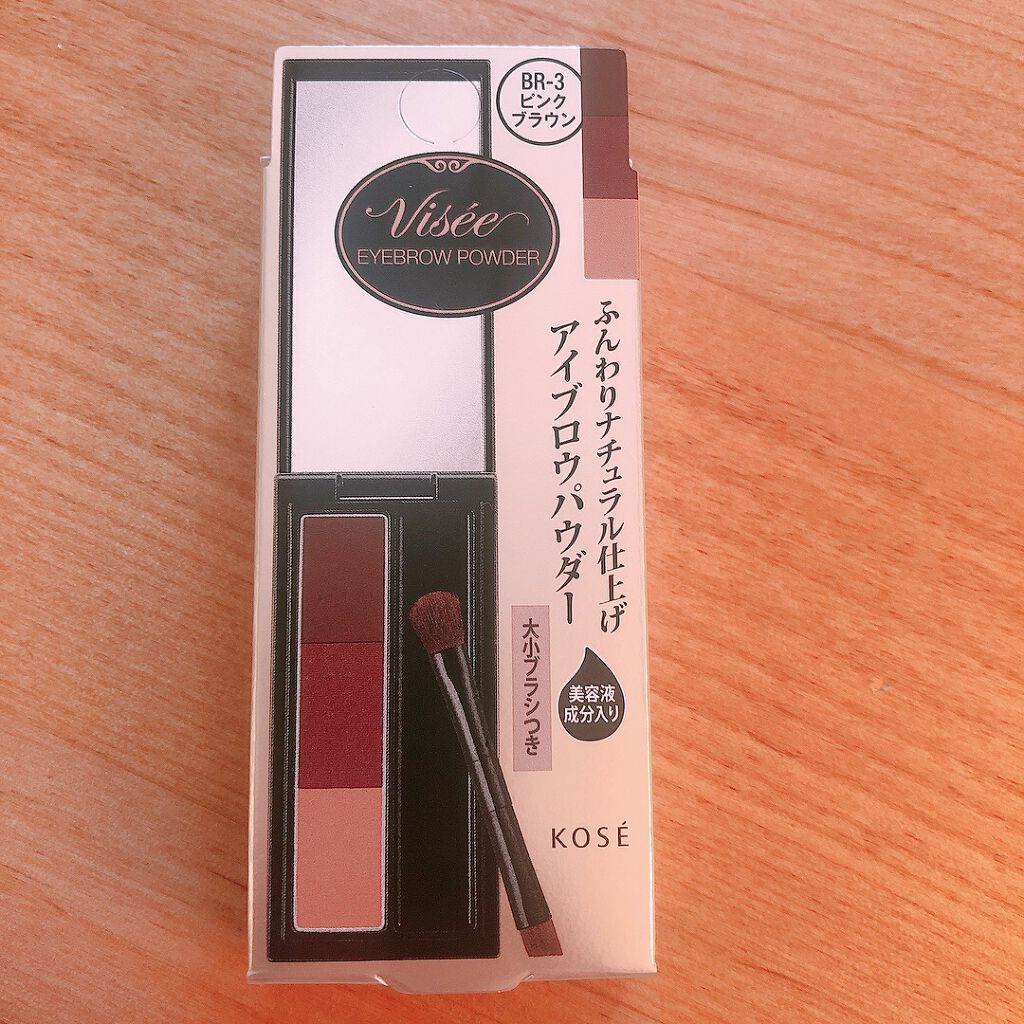 BR-3
ピンク
ブラウン
Visée
EYEBROW POWDER
ふんわりナチュラル仕上げ
アイブロウパウダー
大小ブラシつき
美容液
成分入り
KOSÉ